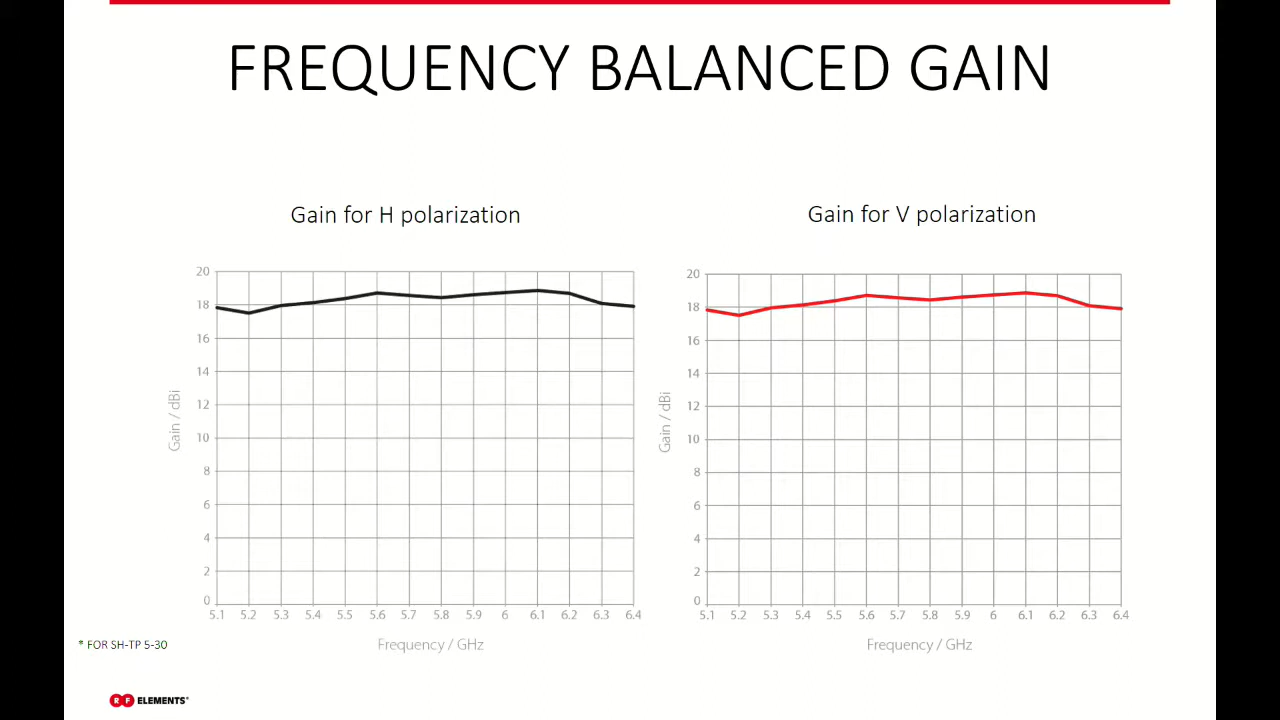 FREQUENCY BALANCED GAIN
Gain for H polarization
Gain / dBi
20
18
16
14
12
10
8
6
4
2
0
5.1 5.2 5.3 5.4 5.5 5.6 5.7 5.8 5.9 6 6.1 6.2 6.3 6.4
Frequency / GHz
Gain for V polarization
Gain / dBi
20
18
16
14
12
10
8
6
4
2
0
5.1 5.2 5.3 5.4 5.5 5.6 5.7 5.8 5.9 6 6.1 6.2 6.3 6.4
Frequency / GHz
* FOR SH-TP 5-30
RF ELEMENTS®